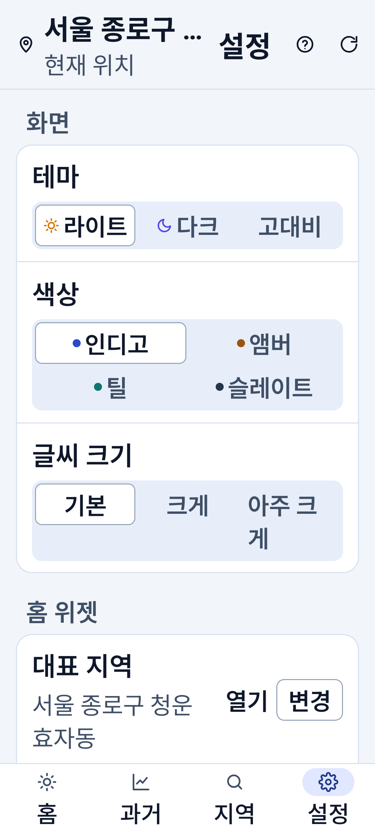 서울 종로구 ...
현재 위치
설정
화면
테마
라이트 다크 고대비
색상
인디고 앰버
틸 슬레이트
글씨 크기
기본 크게 아주 크
게
홈 위젯
대표 지역
서울 종로구 청운
효자동
열기 변경
홈 과거 지역 설정